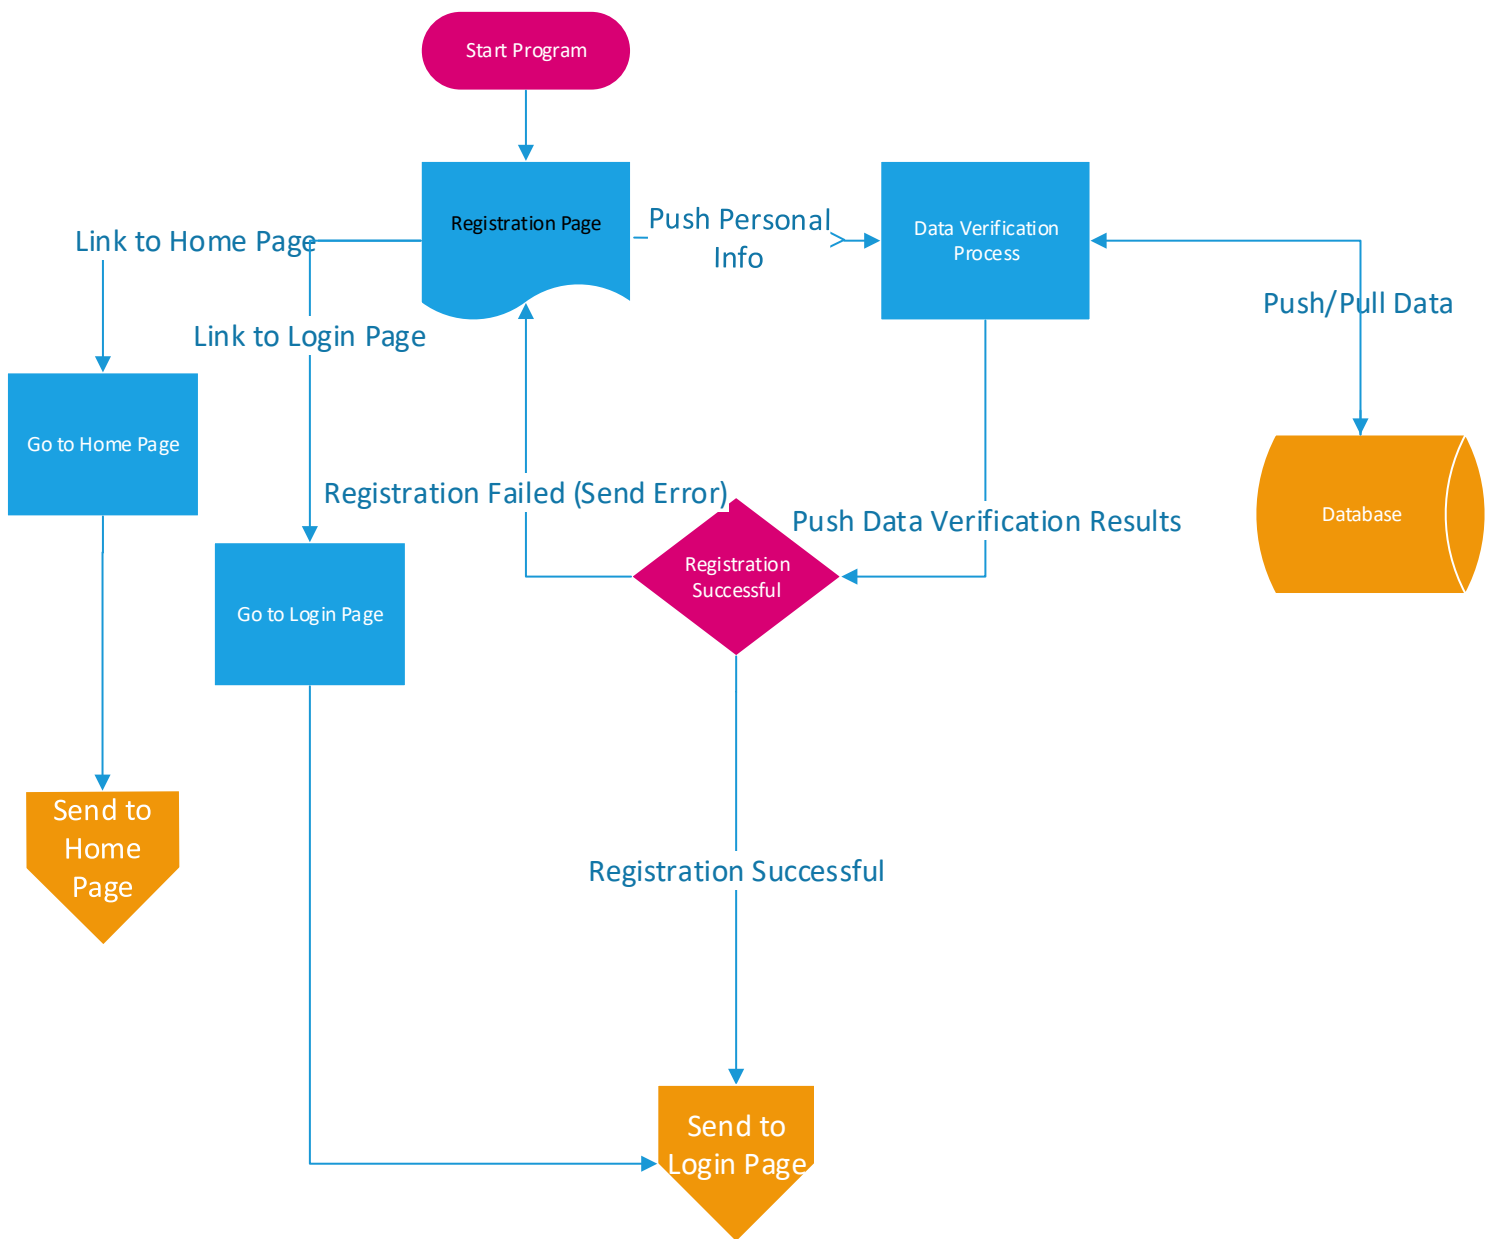 Start Program
Registration Page
Push Personal
Info
Data Verification
Process
Link to Home Page
Link to Login Page
Push/Pull Data
Go to Home Page
Registration Failed (Send Error)
Push Data Verification Results
Database
Registration
Successful
Go to Login Page
Send to
Home
Page
Registration Successful
Send to
Login Page